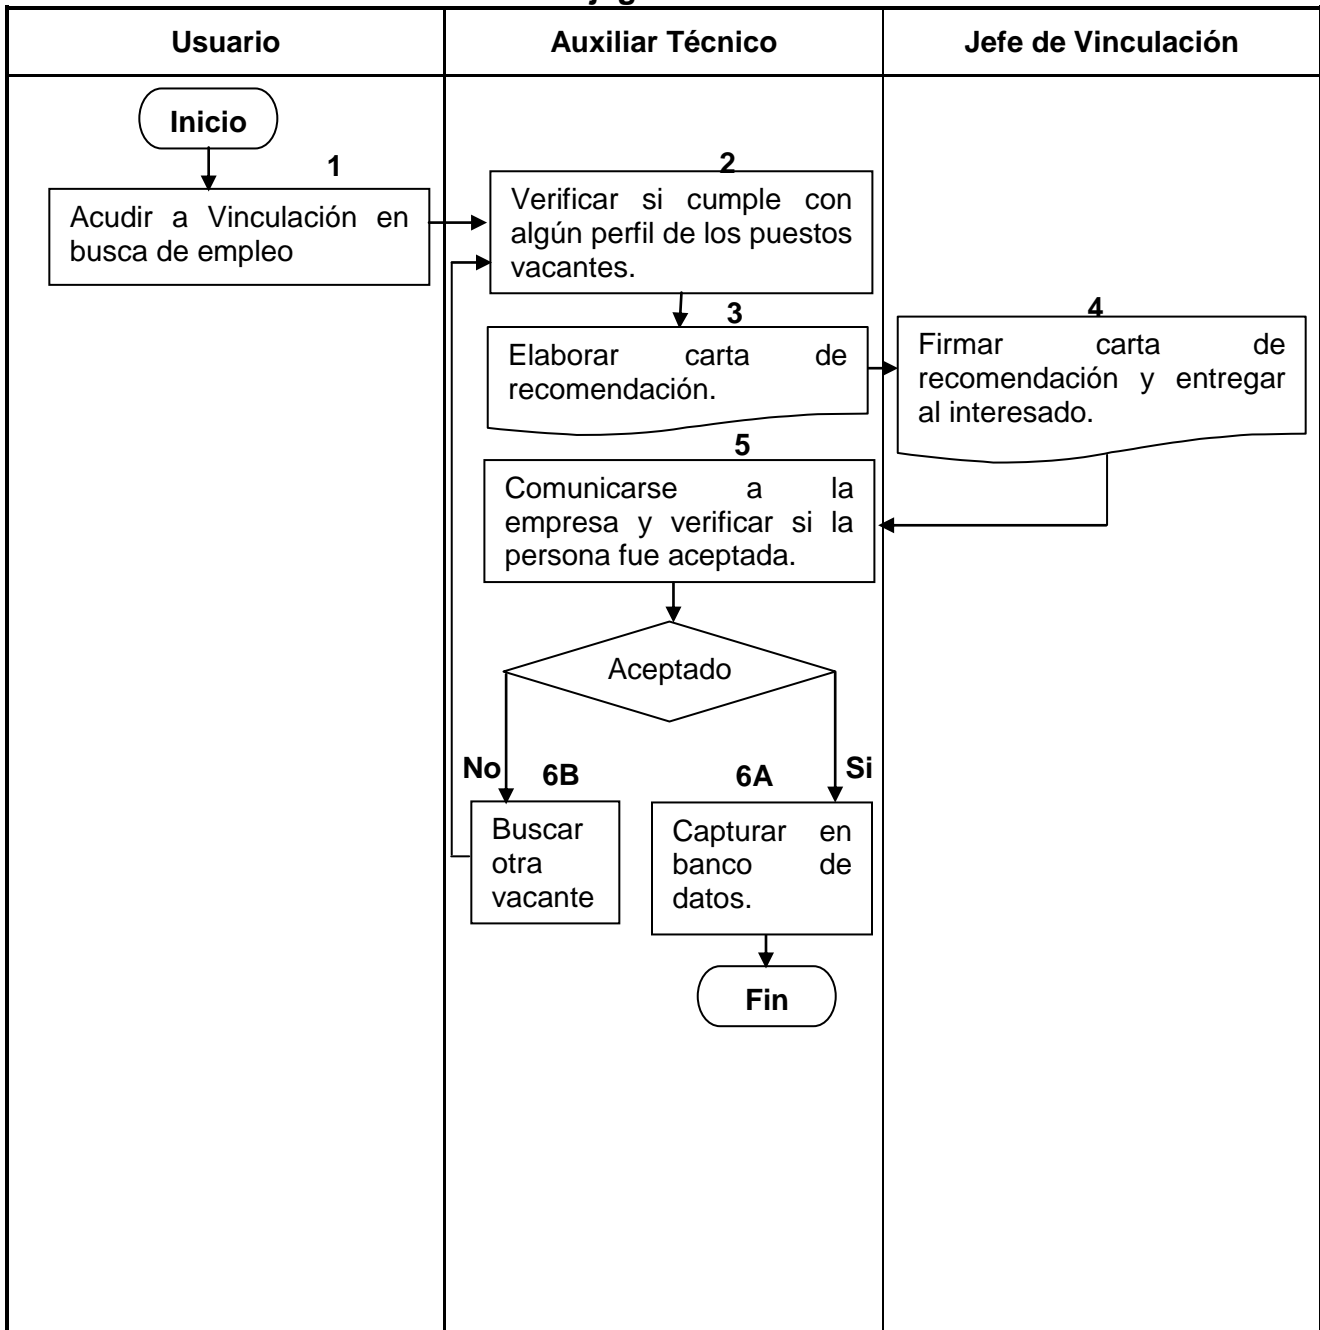 Usuario
Auxiliar Técnico
Jefe de Vinculación
Inicio
1
Acudir a Vinculación en
busca de empleo
2
Verificar si cumple con
algún perfil de los puestos
vacantes.
3
Elaborar carta de
recomendación.
4
Firmar carta de
recomendación y entregar
al interesado.
5
Comunicarse a la
empresa y verificar si la
persona fue aceptada.
Aceptado
No
6B
6A
Si
Buscar
otra
vacante
Capturar en
banco de
datos.
Fin